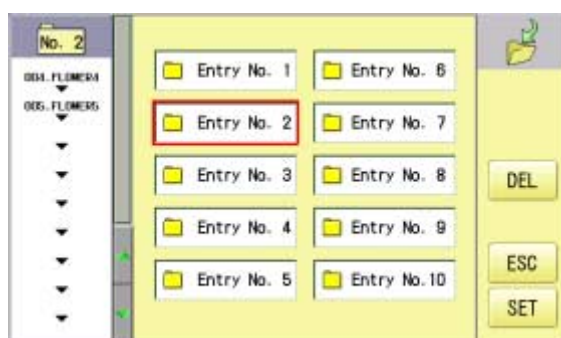 No. 2
004.FLOWER4
005.FLOWER5
Entry No. 1
Entry No. 2
Entry No. 3
Entry No. 4
Entry No. 5
Entry No. 6
Entry No. 7
Entry No. 8
Entry No. 9
Entry No.10
DEL
ESC
SET